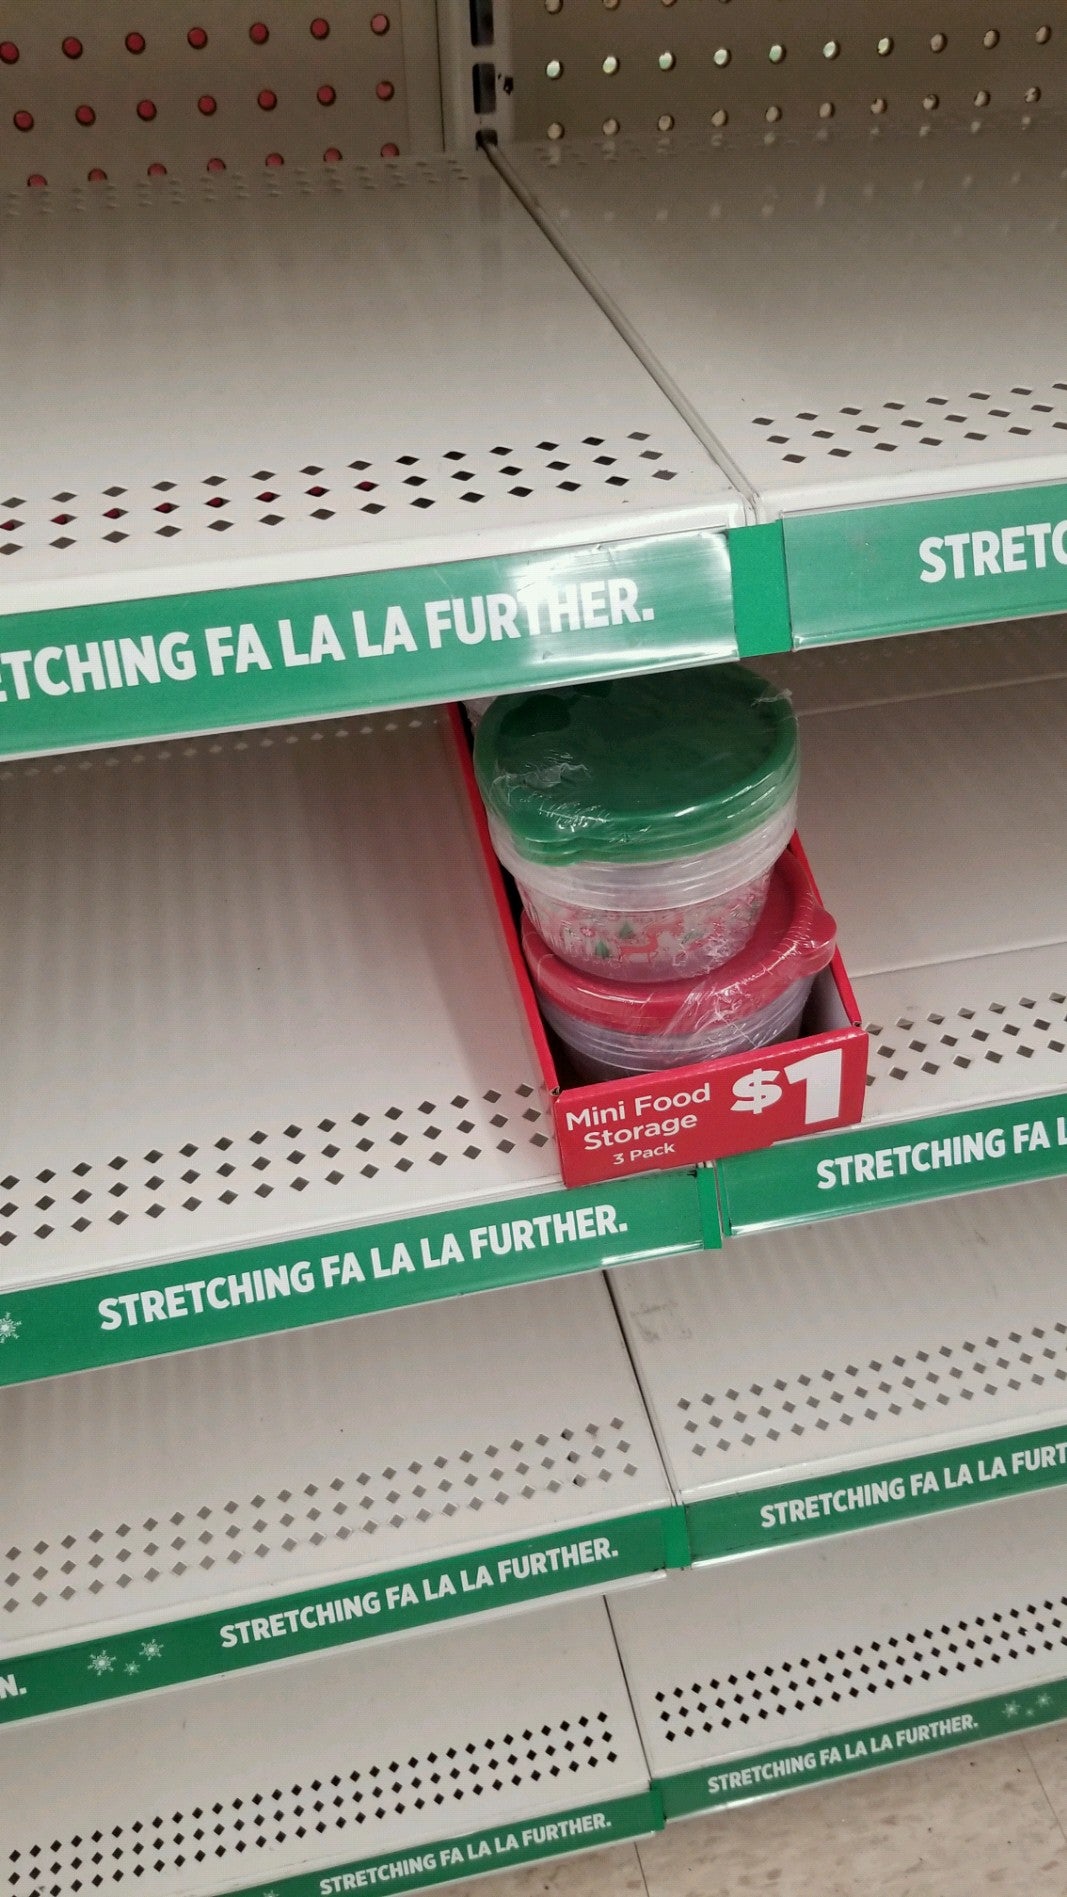 ETCHING FA LA LA FURTHER.
STRETC
Mini Food
Storage
3 Pack
$1
STRETCHING FA LA LA FURTHER.
STRETCHING FA L
N.
STRETCHING FA LA LA FURTHER.
STRETCHING FA LA LA FURT
STRETCHING FA LA LA FURTHER.
STRETCHING FA LA LA FURTHER.